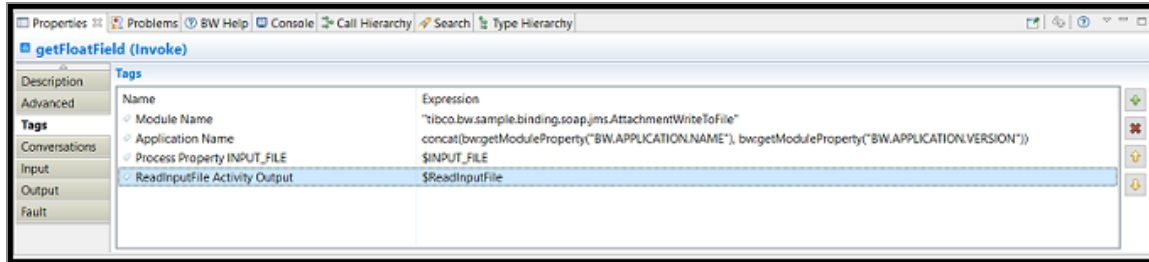 Properties Problems BW Help Console Call Hierarchy Search Type Hierarchy
getFloatField (Invoke)
Description
Advanced
Tags
Conversations
Input
Output
Fault
Tags
Name Expression
Module Name "tibco.bw.sample.binding.soap.jms.AttachmentWriteToFile"
Application Name concat(bw:getModuleProperty("BW.APPLICATION.NAME"), bw:getModuleProperty("BW.APPLICATION.VERSION"))
Process Property INPUT_FILE $INPUT_FILE
ReadInputFile Activity Output $ReadInputFile